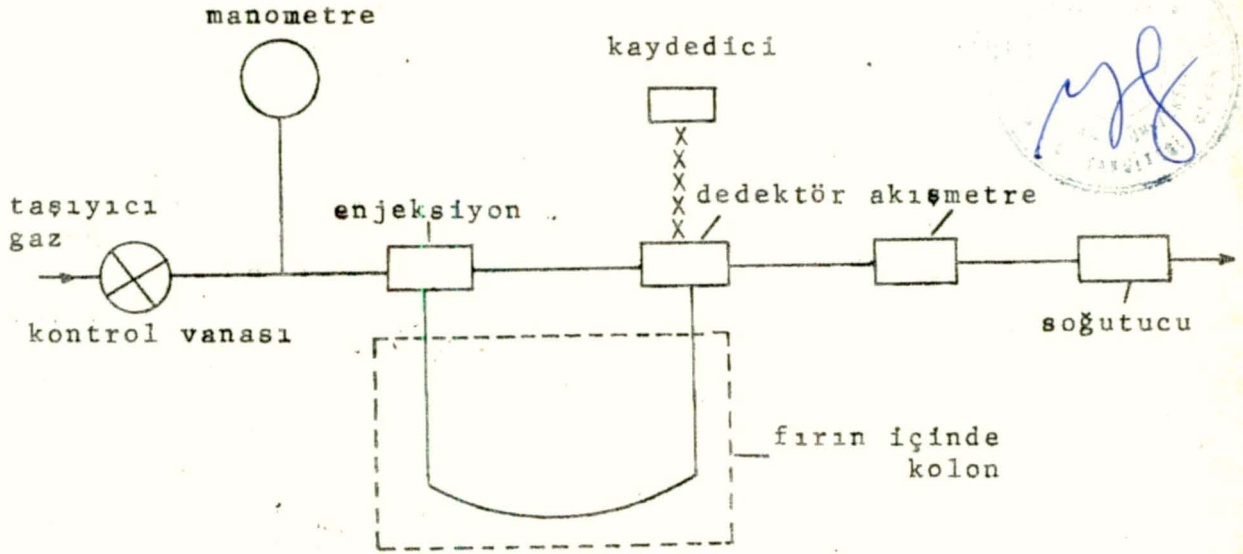 manometre
kaydedici
taşıyıcı
gaz
enjeksiyon
dedektör akışmetre
kontrol vanası
soğutucu
fırın içinde
kolon